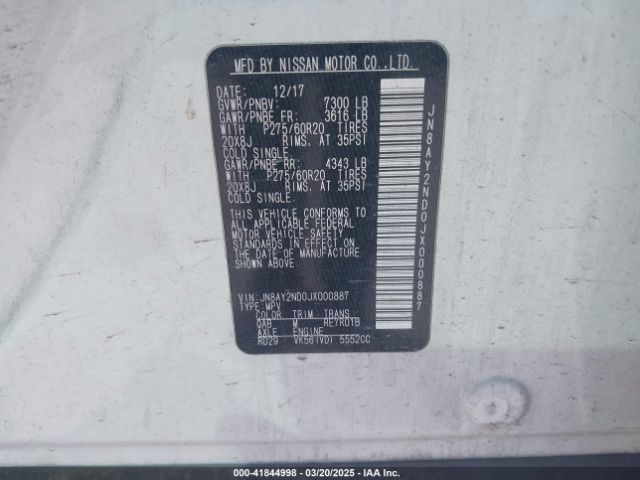 MFD BY NISSAN MOTOR CO.,LTD.
DATE: 12/17
GVWR/PNBV: 7300 LB
GAWR/PNBE FR: 3616 LB
WITH P275/60R20 TIRES
20X8J RIMS. AT 35PSI
COLD SINGLE.
GAWR/PNBE RR: 4343 LB
WITH P275/60R20 TIRES
20X8J RIMS. AT 35PSI
COLD SINGLE.
THIS VEHICLE CONFORMS TO
ALL APPLICABLE FEDERAL
MOTOR VEHICLE SAFETY
STANDARDS IN EFFECT ON
THE DATE OF MANUFACTURE
SHOWN ABOVE.
VIN: JN8AY2ND0JX000887
TYPE: MPV
COLOR TRIM TRANS
QAB M RE7R01B
AXLE ENGINE
RD29 VK56(VD) 5552CC
JN8AY2ND0JX000887
000-41844998 — 03/20/2025 — IAA Inc.